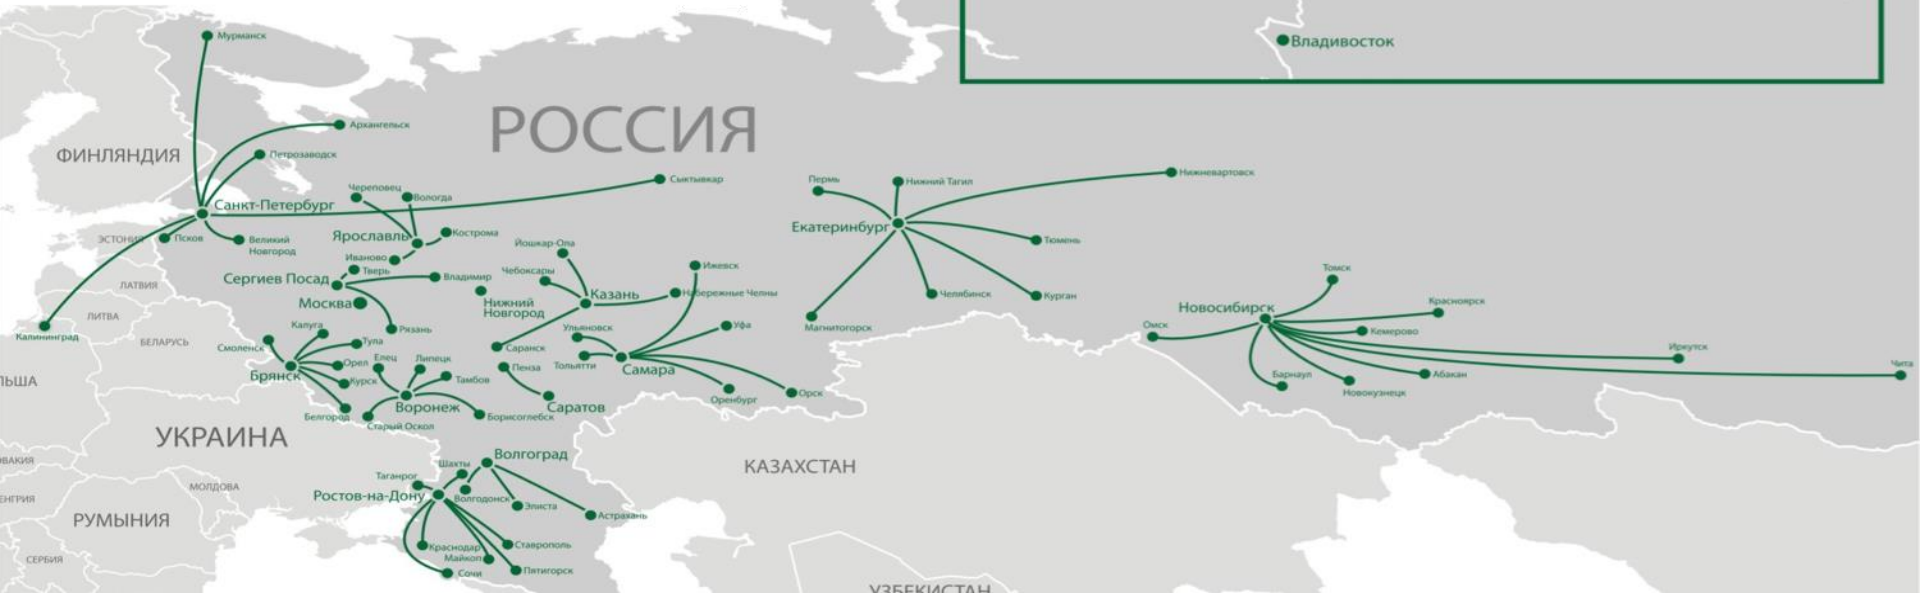 Мурманск
Владивосток
РОССИЯ
Архангельск
ФИНЛЯНДИЯ
Петрозаводск
Сыктывкар
Нижневартовск
Пермь
Нижний Тагил
Череповец
Вологда
Санкт-Петербург
Екатеринбург
Ярославль
Кострома
ЭСТОНИЯ
Псков
Великий
Новгород
Йошкар-Ола
Тюмень
Иваново
Тверь
Ижевск
Чебоксары
Сергиев Посад
Владимир
Томск
ЛАТВИЯ
Казань
Набережные Челны
Челябинск
Курган
Москва
Нижний
Новгород
Новосибирск
Красноярск
ЛИТВА
Калуга
Рязань
Ульяновск
Уфа
Магнитогорск
Омск
Кемерово
Калининград
БЕЛАРУСЬ
Смоленск
Тула
Саранск
Иркутск
Орел
Елец
Липецк
Пенза
Тольятти
Самара
Чита
Брянск
Курск
Тамбов
Барнаул
Абакан
ЛЬША
Новокузнецк
Оренбург
Орск
Белгород
Воронеж
Борисоглебск
Саратов
Старый Оскол
УКРАИНА
Волгоград
ВАКИЯ
Шахты
КАЗАХСТАН
Таганрог
МОЛДОВА
Ростов-на-Дону
Волгодонск
ЕНГРИЯ
Элиста
Астрахань
РУМЫНИЯ
Краснодар
Ставрополь
Майкоп
СЕРБИЯ
Пятигорск
Сочи
УЗБЕКИСТАН